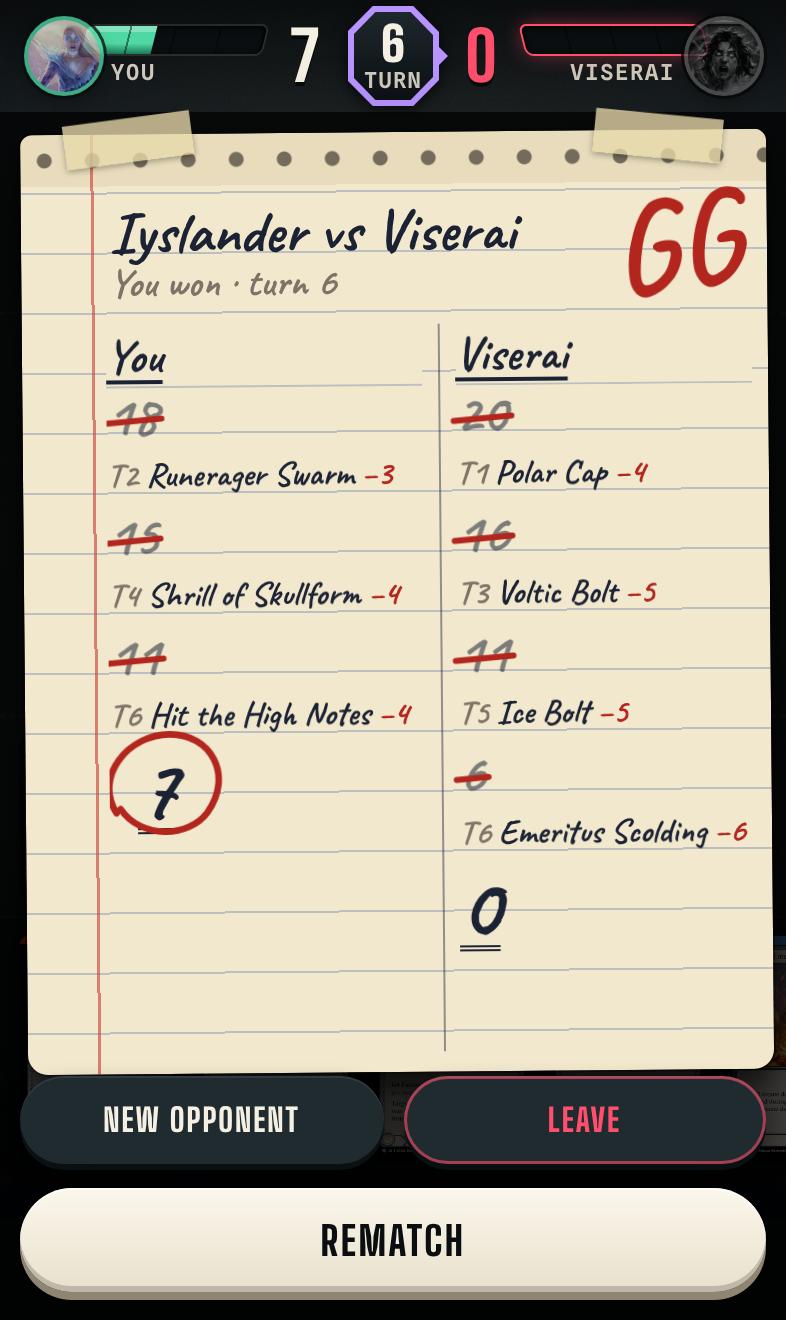 7 6 0
YOU TURN VISERAI
Iyslander vs Viserai GG
You won · turn 6
You
18
T2 Runerager Swarm –3
15
T4 Shrill of Skullform –4
11
T6 Hit the High Notes –4
7
Viserai
20
T1 Polar Cap –4
16
T3 Voltic Bolt –5
11
T5 Ice Bolt –5
6
T6 Emeritus Scolding –6
0
NEW OPPONENT
LEAVE
REMATCH